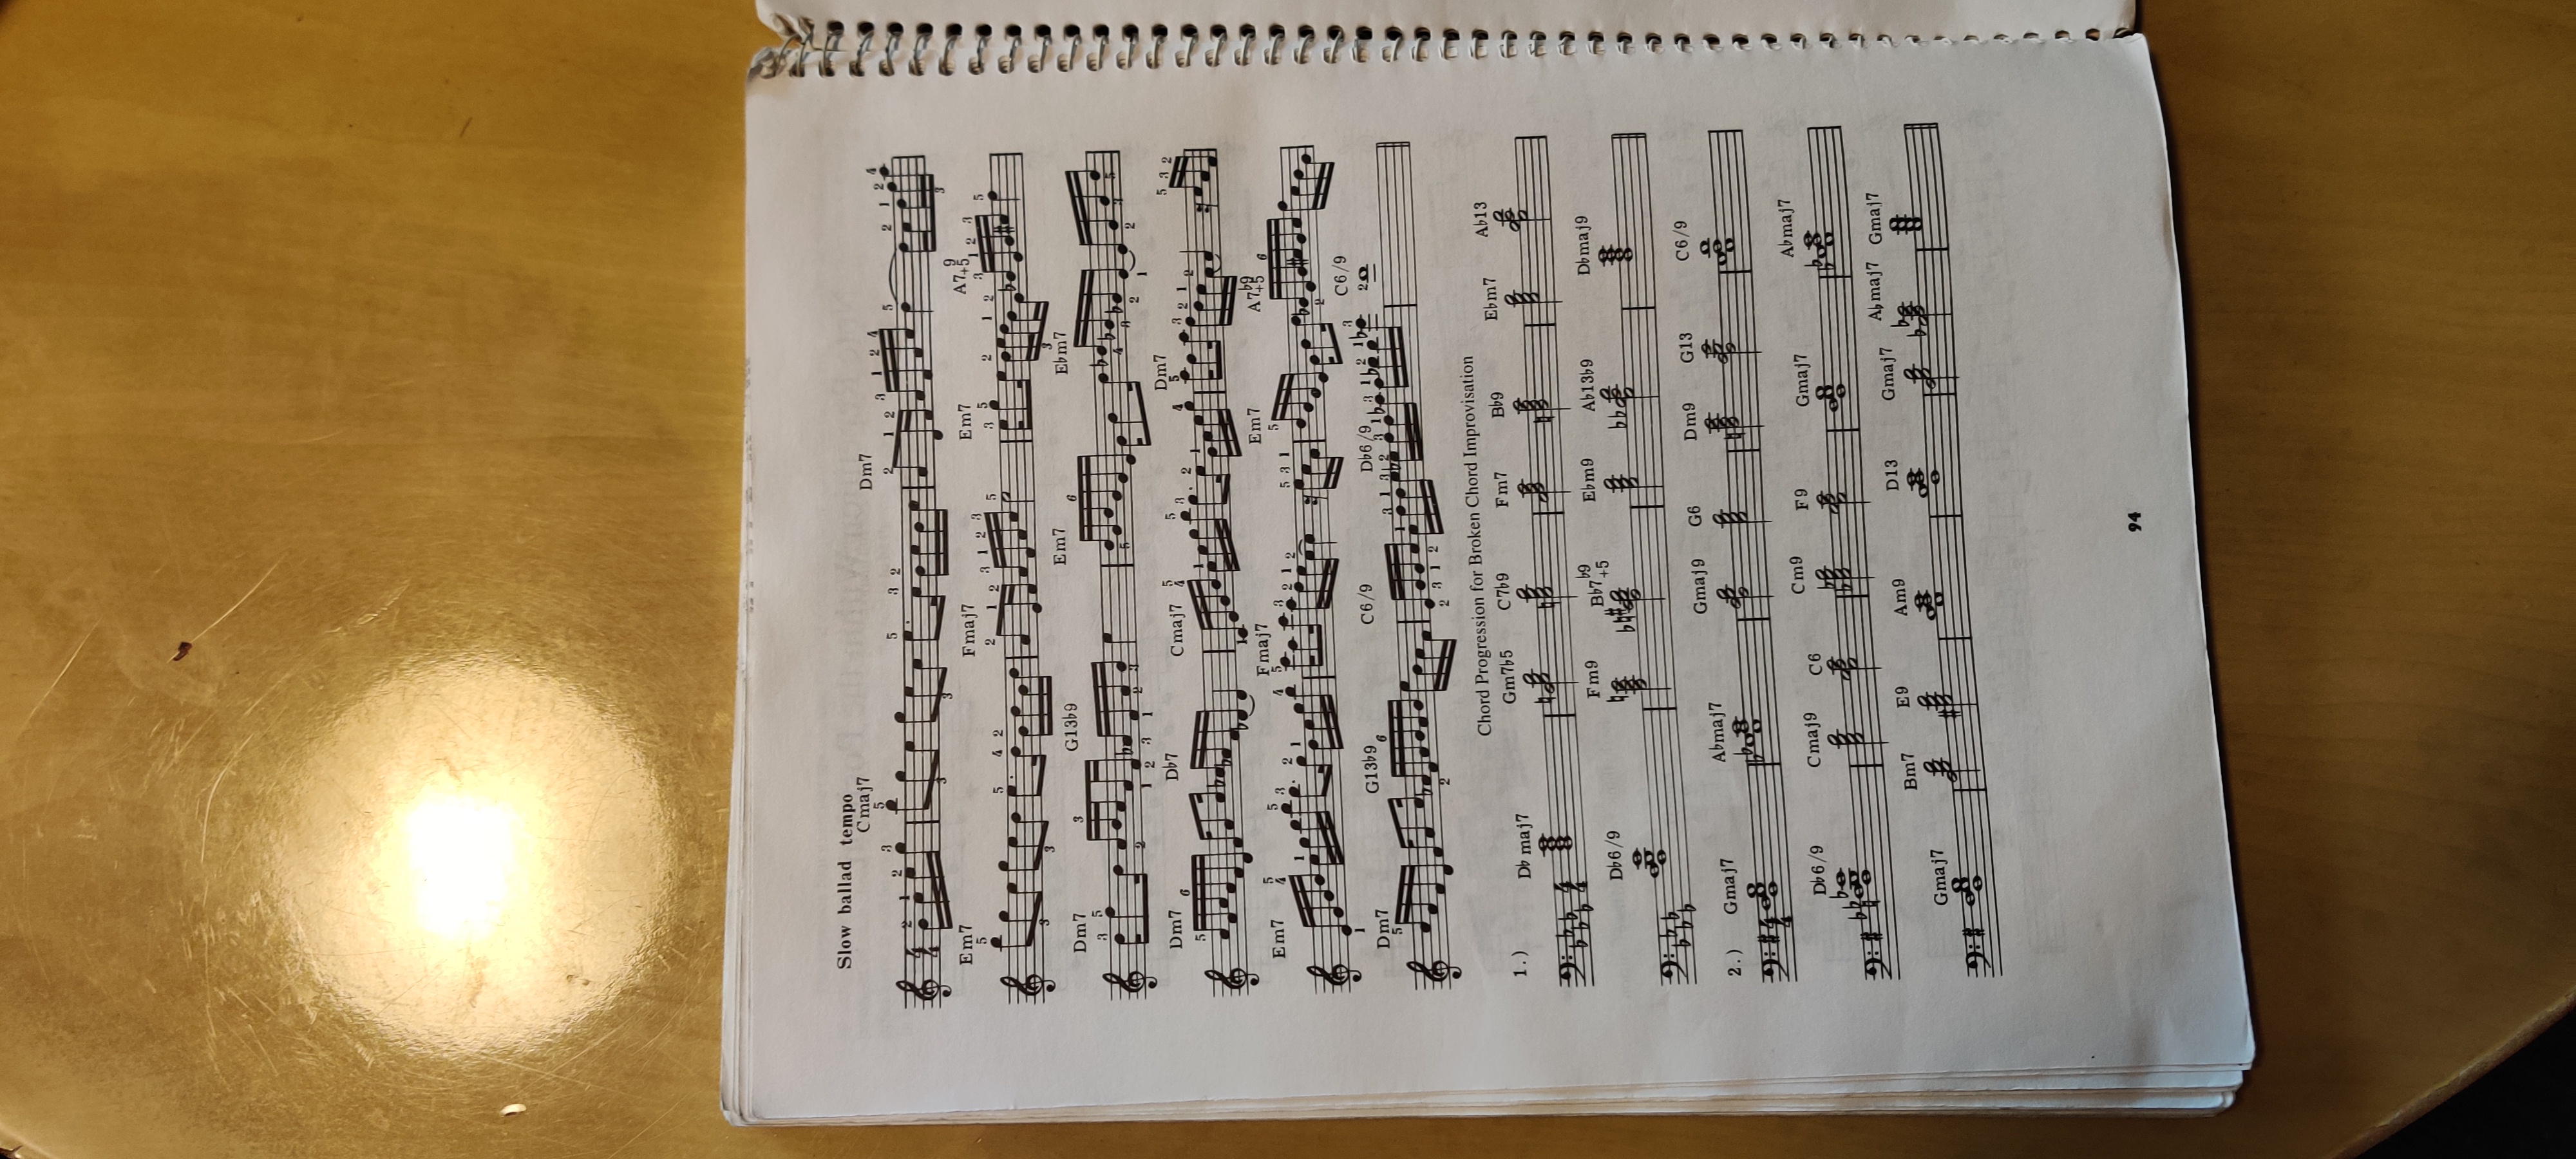 Slow ballad tempo
Cmaj7 Dm7
Em7 Fmaj7 Em7 A7 9 +5
Dm7 G13♭9 Em7 E♭m7
Dm7 D♭7 Cmaj7 Dm7
Em7 Fmaj7 Em7 A7 ♭9 +5
Dm7 G13♭9 C6/9 D♭6/9 C6/9
Chord Progression for Broken Chord Improvisation
1.) D♭ maj7 Gm7♭5 C7♭9 Fm7 B♭9 E♭m7 A♭13
D♭6/9 Fm9 B♭7 ♭9 +5 E♭m9 A♭13♭9 D♭maj9
2.) Gmaj7 A♭maj7 Gmaj9 G6 Dm9 G13 C6/9
D♭6/9 Cmaj9 C6 Cm9 F9 Gmaj7 A♭maj7
Gmaj7 Bm7 E9 Am9 D13 Gmaj7 A♭maj7 Gmaj7
94